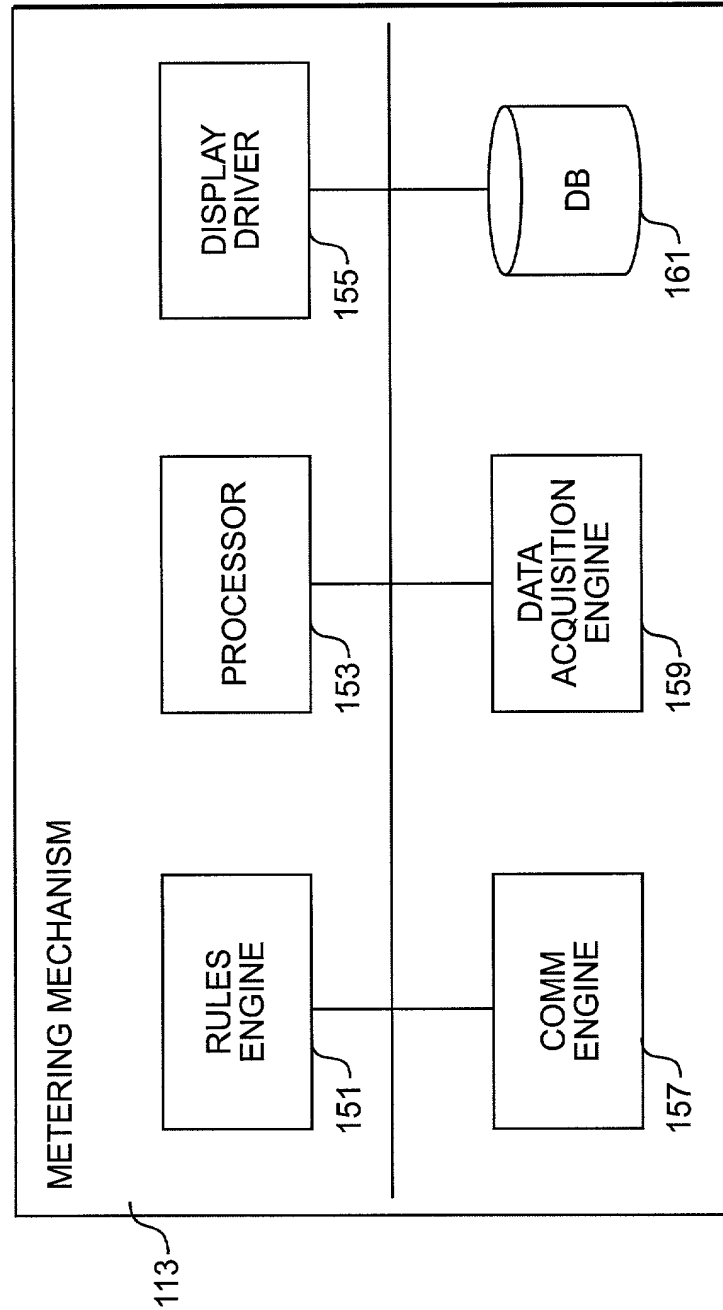 METERING MECHANISM
113
RULES
ENGINE
151
PROCESSOR
153
DISPLAY
DRIVER
155
COMM
ENGINE
157
DATA
ACQUISITION
ENGINE
159
DB
161